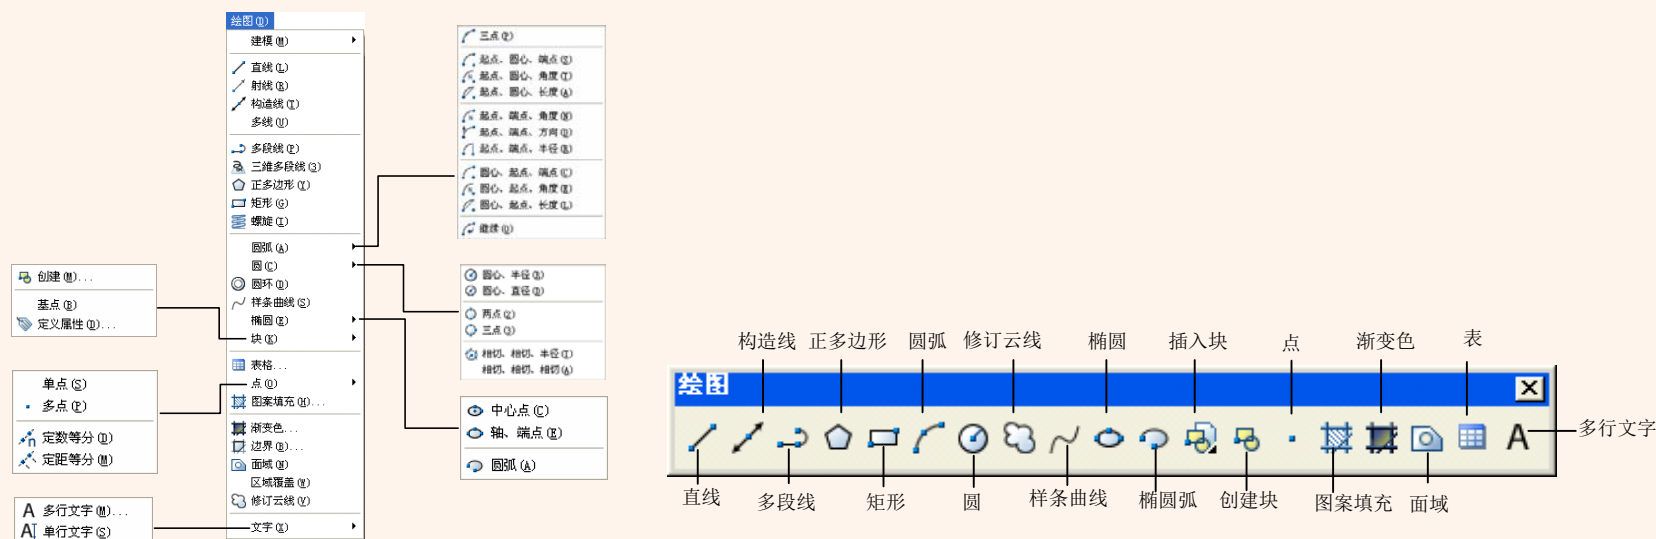 绘图(D)
建模(M)
直线(L)
射线(R)
构造线(T)
多线(U)
多段线(P)
三维多段线(3)
正多边形(Y)
矩形(G)
螺旋(I)
圆弧(A)
圆(C)
圆环(D)
样条曲线(S)
椭圆(E)
块(K)
表格...
点(O)
图案填充(H)...
渐变色...
边界(B)...
面域(N)
区域覆盖(W)
修订云线(V)
文字(X)
创建(M)...
基点(B)
定义属性(D)...
单点(S)
多点(P)
定数等分(D)
定距等分(M)
多行文字(M)...
单行文字(S)
三点(P)
起点、圆心、端点(S)
起点、圆心、角度(T)
起点、圆心、长度(A)
起点、端点、角度(N)
起点、端点、方向(D)
起点、端点、半径(R)
圆心、起点、端点(C)
圆心、起点、角度(E)
圆心、起点、长度(L)
继续(O)
圆心、半径(R)
圆心、直径(D)
两点(2)
三点(3)
相切、相切、半径(T)
相切、相切、相切(A)
中心点(C)
轴、端点(E)
圆弧(A)
构造线 正多边形 圆弧 修订云线 椭圆 插入块 点 渐变色 表
绘图
A 多行文字
直线 多段线 矩形 圆 样条曲线 椭圆弧 创建块 图案填充 面域